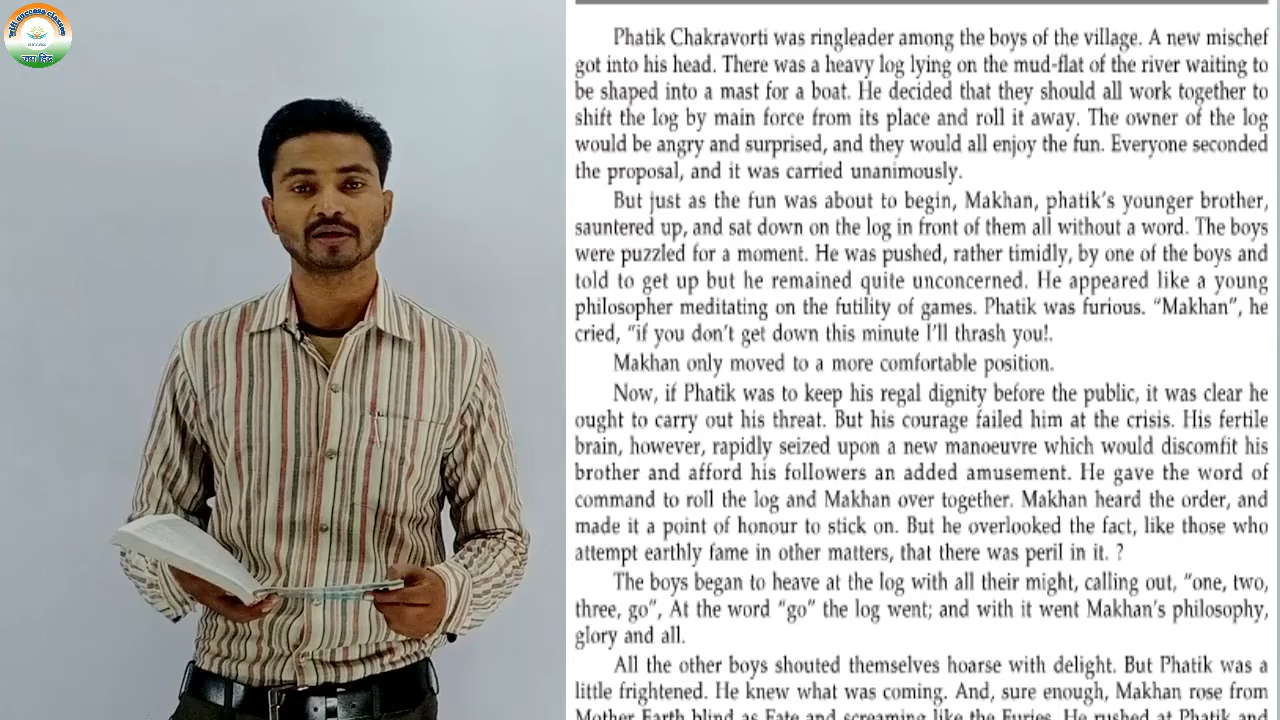 success
जय हिंद
Phatik Chakravorti was ringleader among the boys of the village. A new mischef
got into his head. There was a heavy log lying on the mud-flat of the river waiting to
be shaped into a mast for a boat. He decided that they should all work together to
shift the log by main force from its place and roll it away. The owner of the log
would be angry and surprised, and they would all enjoy the fun. Everyone seconded
the proposal, and it was carried unanimously.
But just as the fun was about to begin, Makhan, phatik's younger brother,
sauntered up, and sat down on the log in front of them all without a word. The boys
were puzzled for a moment. He was pushed, rather timidly, by one of the boys and
told to get up but he remained quite unconcerned. He appeared like a young
philosopher meditating on the futility of games. Phatik was furious. "Makhan", he
cried, "if you don't get down this minute I'll thrash you!.
Makhan only moved to a more comfortable position.
Now, if Phatik was to keep his regal dignity before the public, it was clear he
ought to carry out his threat. But his courage failed him at the crisis. His fertile
brain, however, rapidly seized upon a new manoeuvre which would discomfit his
brother and afford his followers an added amusement. He gave the word of
command to roll the log and Makhan over together. Makhan heard the order, and
made it a point of honour to stick on. But he overlooked the fact, like those who
attempt earthly fame in other matters, that there was peril in it. ?
The boys began to heave at the log with all their might, calling out, "one, two,
three, go", At the word "go" the log went; and with it went Makhan's philosophy,
glory and all.
All the other boys shouted themselves hoarse with delight. But Phatik was a
little frightened. He knew what was coming. And, sure enough, Makhan rose from
Mother Earth blind as Fate and screaming like the Furies. He rushed at Phatik and